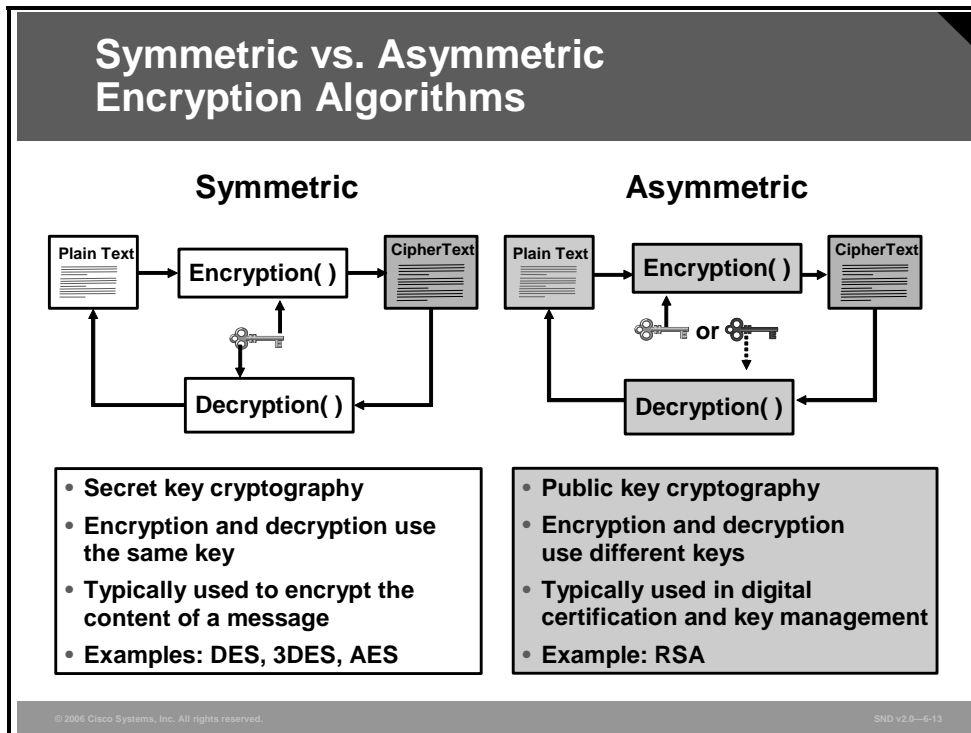 Symmetric vs. Asymmetric
Encryption Algorithms
Symmetric
Plain Text
Encryption( )
CipherText
Decryption( )
• Secret key cryptography
• Encryption and decryption use
the same key
• Typically used to encrypt the
content of a message
• Examples: DES, 3DES, AES
Asymmetric
Plain Text
Encryption( )
CipherText
or
Decryption( )
• Public key cryptography
• Encryption and decryption
use different keys
• Typically used in digital
certification and key management
• Example: RSA
© 2006 Cisco Systems, Inc. All rights reserved.
SND v2.0—6-13